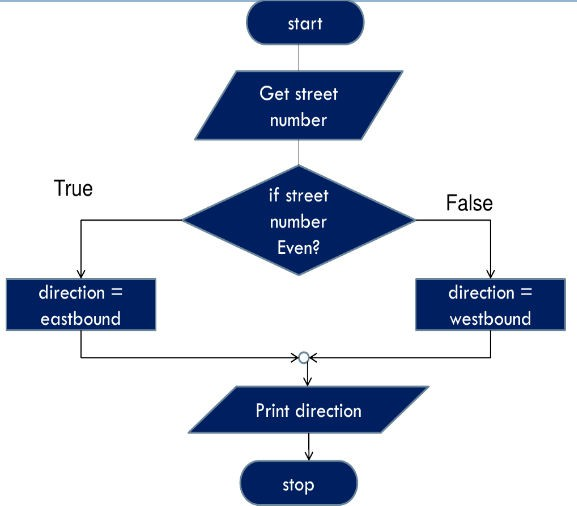 start
Get street
number
if street
number
Even?
True
False
direction =
eastbound
direction =
westbound
Print direction
stop